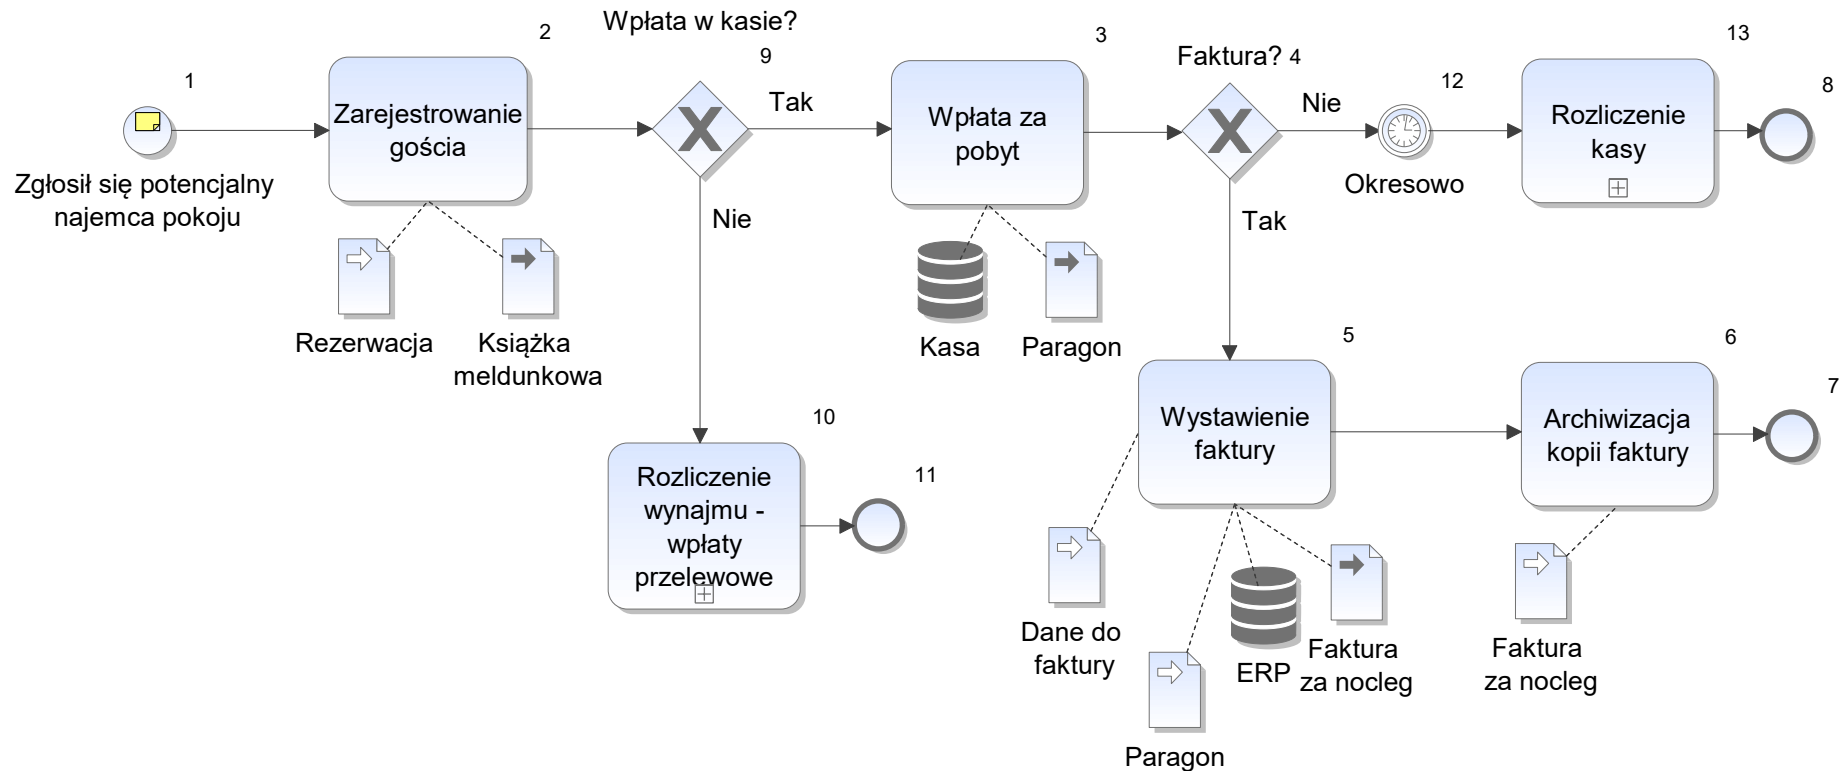 Wpłata w kasie?
1
2
9
3
Faktura? 4
12
13
8
Zarejestrowanie
gościa
Tak
Wpłata za
pobyt
Nie
Rozliczenie
kasy
Zgłosił się potencjalny
najemca pokoju
Okresowo
Nie
Tak
Rezerwacja
Książka
meldunkowa
Kasa
Paragon
5
6
7
Wystawienie
faktury
Archiwizacja
kopii faktury
10
11
Rozliczenie
wynajmu -
wpłaty
przelewowe
Dane do
faktury
Paragon
ERP
Faktura
za nocleg
Faktura
za nocleg